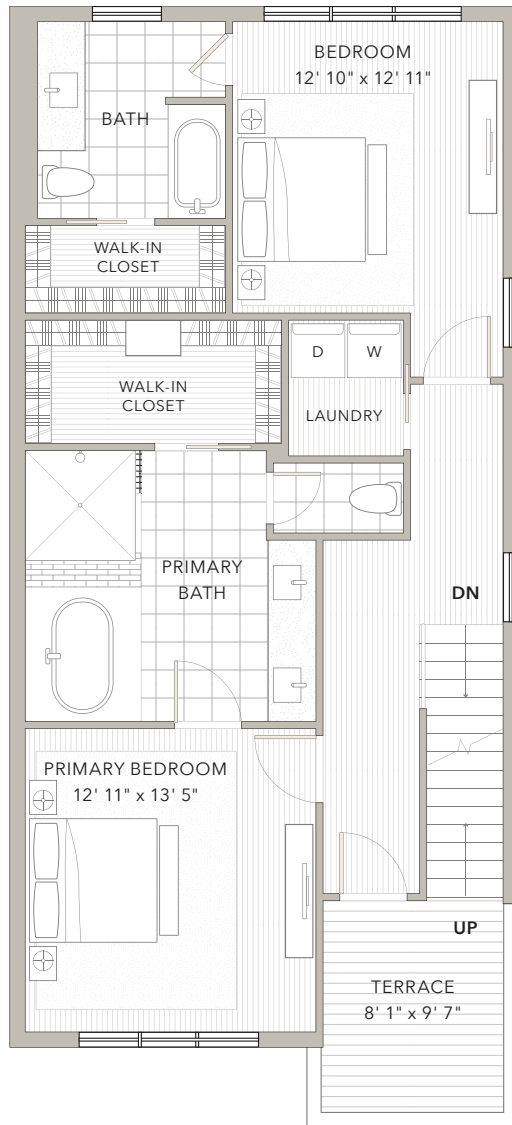 BEDROOM
12' 10" x 12' 11"
BATH
WALK-IN
CLOSET
D
W
WALK-IN
CLOSET
LAUNDRY
PRIMARY
BATH
DN
PRIMARY BEDROOM
12' 11" x 13' 5"
UP
TERRACE
8' 1" x 9' 7"